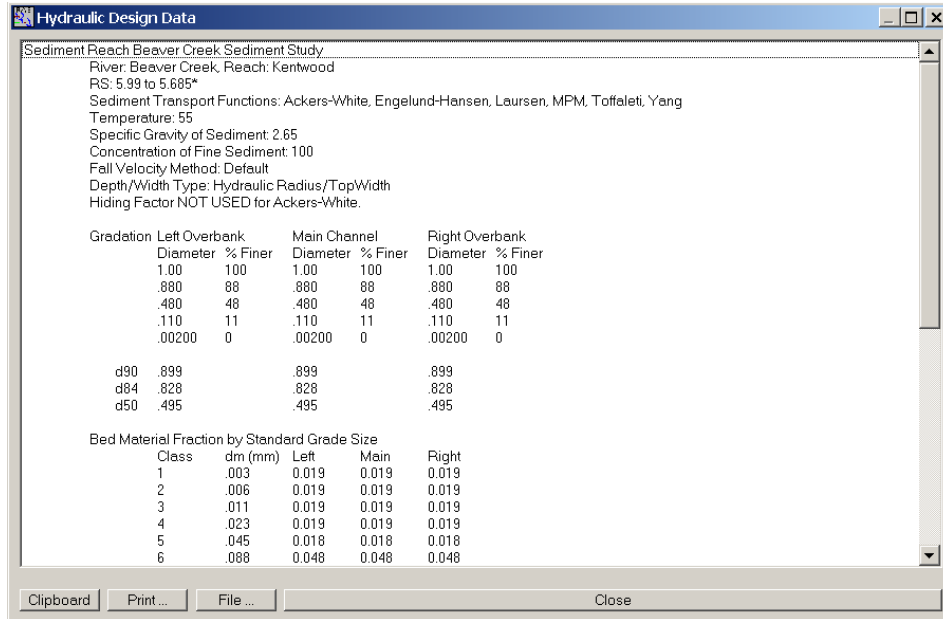 Hydraulic Design Data
Sediment Reach Beaver Creek Sediment Study
River: Beaver Creek, Reach: Kentwood
RS: 5.99 to 5.685*
Sediment Transport Functions: Ackers-White, Engelund-Hansen, Laursen, MPM, Toffaleti, Yang
Temperature: 55
Specific Gravity of Sediment: 2.65
Concentration of Fine Sediment: 100
Fall Velocity Method: Default
Depth/Width Type: Hydraulic Radius/TopWidth
Hiding Factor NOT USED for Ackers-White.
Gradation Left Overbank Main Channel Right Overbank
Diameter % Finer Diameter % Finer Diameter % Finer
1.00 100 1.00 100 1.00 100
.880 88 .880 88 .880 88
.480 48 .480 48 .480 48
.110 11 .110 11 .110 11
.00200 0 .00200 0 .00200 0
d90 .899 .899 .899
d84 .828 .828 .828
d50 .495 .495 .495
Bed Material Fraction by Standard Grade Size
Class dm (mm) Left Main Right
1 .003 0.019 0.019 0.019
2 .006 0.019 0.019 0.019
3 .011 0.019 0.019 0.019
4 .023 0.019 0.019 0.019
5 .045 0.018 0.018 0.018
6 .088 0.048 0.048 0.048
Clipboard Print ... File ... Close